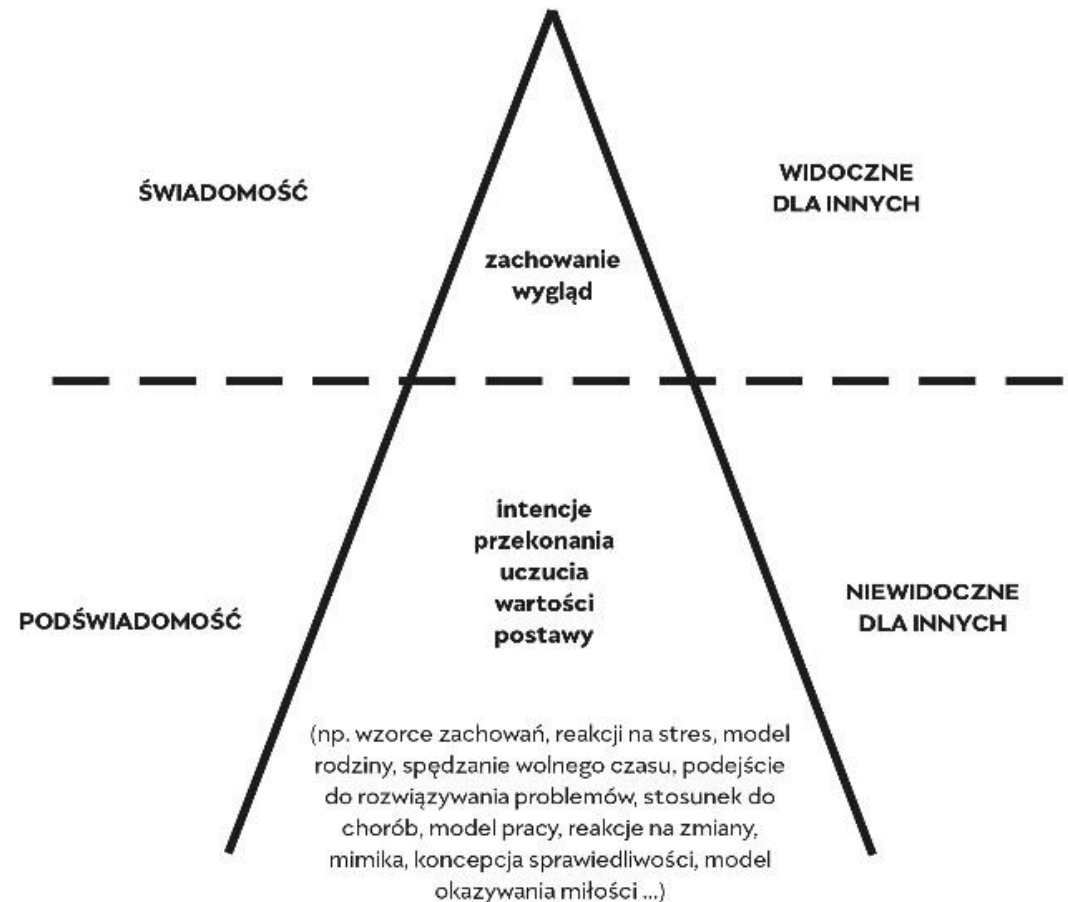 ŚWIADOMOŚĆ
WIDOCZNE
DLA INNYCH
zachowanie
wygląd
PODŚWIADOMOŚĆ
intencje
przekonania
uczucia
wartości
postawy
NIEWIDOCZNE
DLA INNYCH
(np. wzorce zachowań, reakcji na stres, model
rodziny, spędzanie wolnego czasu, podejście
do rozwiązywania problemów, stosunek do
chorób, model pracy, reakcje na zmiany,
mimika, koncepcja sprawiedliwości, model
okazywania miłości ...)